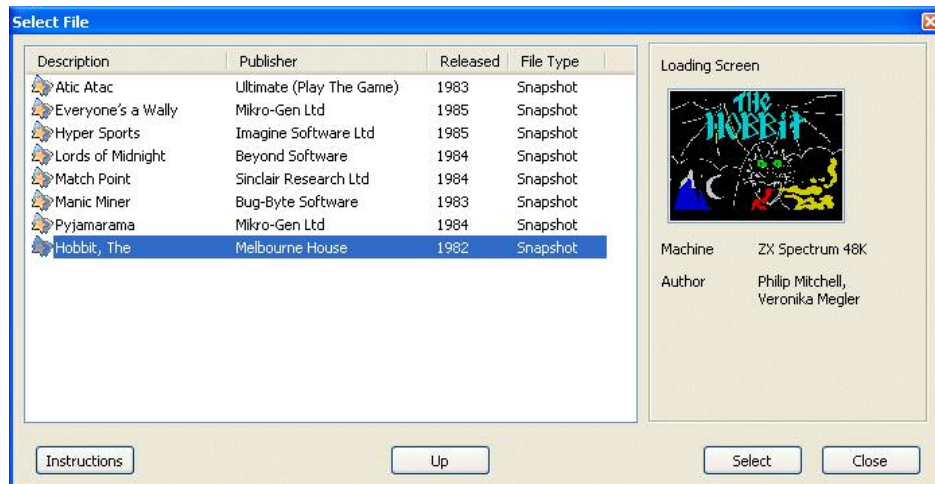 Select File
Description Publisher Released File Type
Atic Atac Ultimate (Play The Game) 1983 Snapshot
Everyone's a Wally Mikro-Gen Ltd 1985 Snapshot
Hyper Sports Imagine Software Ltd 1985 Snapshot
Lords of Midnight Beyond Software 1984 Snapshot
Match Point Sinclair Research Ltd 1984 Snapshot
Manic Miner Bug-Byte Software 1983 Snapshot
Pyjamarama Mikro-Gen Ltd 1984 Snapshot
Hobbit, The Melbourne House 1982 Snapshot
Loading Screen
THE
HOBBIT
Machine ZX Spectrum 48K
Author Philip Mitchell,
Veronika Megler
Instructions Up Select Close